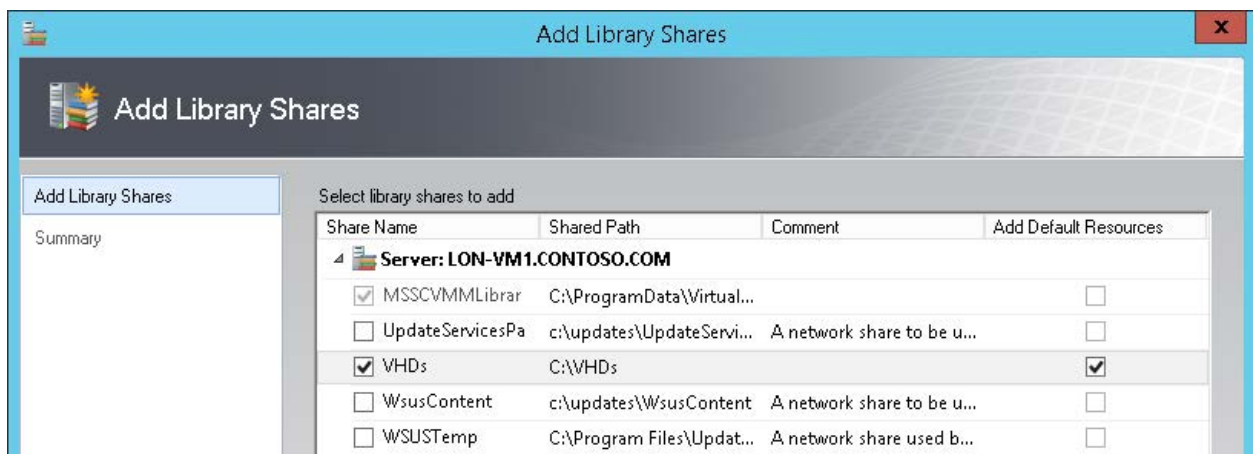 Add Library Shares
x
Add Library Shares
Add Library Shares
Summary
Select library shares to add
Share Name Shared Path Comment Add Default Resources
Server: LON-VM1.CONTOSO.COM
MSSCVMMLibrar C:\ProgramData\Virtual...
UpdateServicesPa c:\updates\UpdateServi... A network share to be u...
VHDs C:\VHDs
WsusContent c:\updates\WsusContent A network share to be u...
WSUSTemp C:\Program Files\Updat... A network share used b...